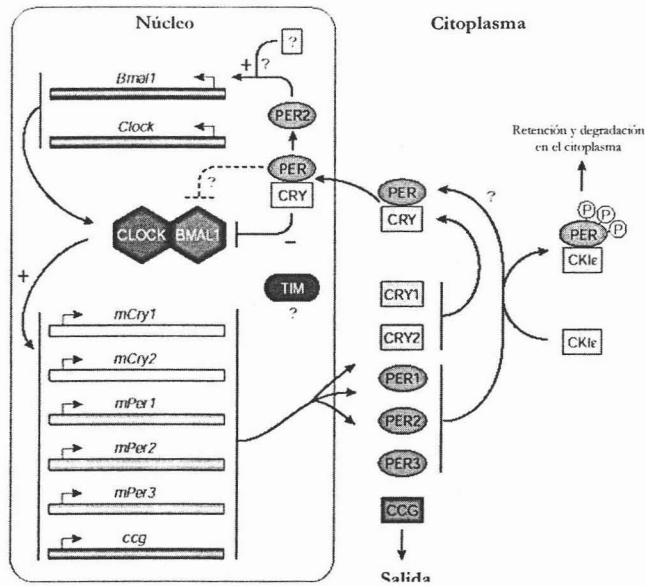 Núcleo
Citoplasma
?
+
?
Bmal1
PER2
Clock
PER
CRY
?
CLOCK
BMAL1
–
+
TIM
?
mCry1
mCry2
mPer1
mPer2
mPer3
ccg
Retención y degradación
en el citoplasma
?
PER
CRY
P
P
P
PER
CKIε
CRY1
CRY2
CKIε
PER1
PER2
PER3
CCG
Salida